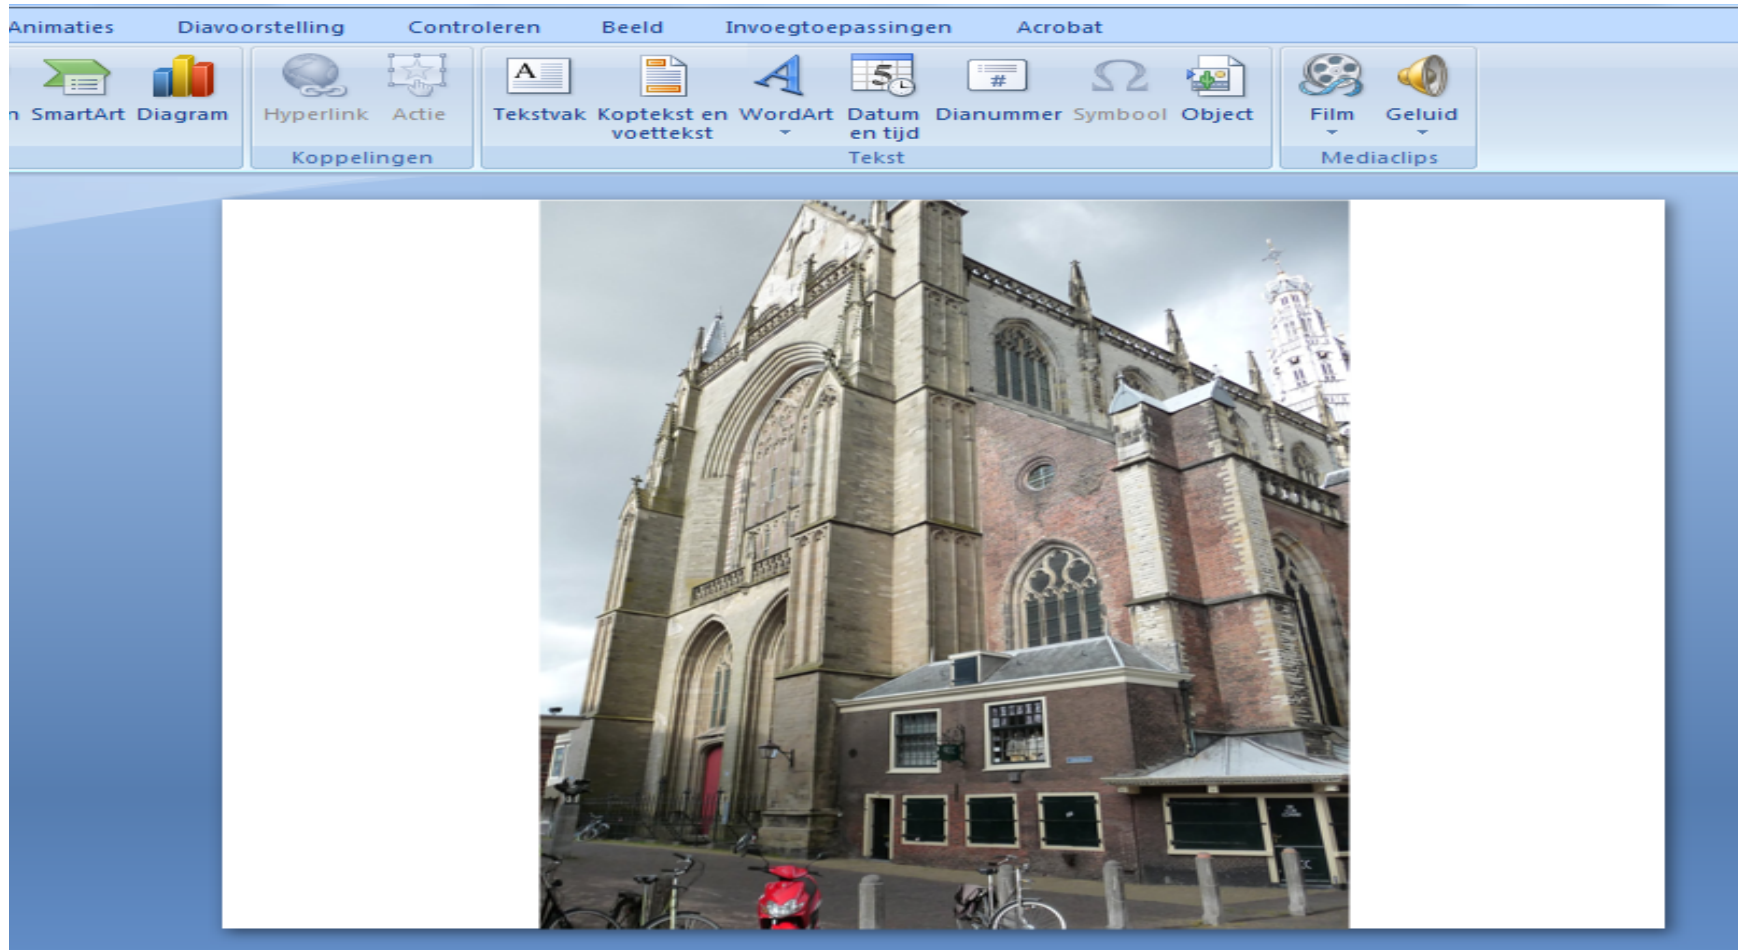 Animaties Diavoorstelling Controleren Beeld Invoegtoepassingen Acrobat
n SmartArt Diagram Hyperlink Actie Tekstvak Koptekst en voettekst WordArt Datum en tijd Dianummer Symbool Object Film Geluid
Koppelingen Tekst Mediaclips